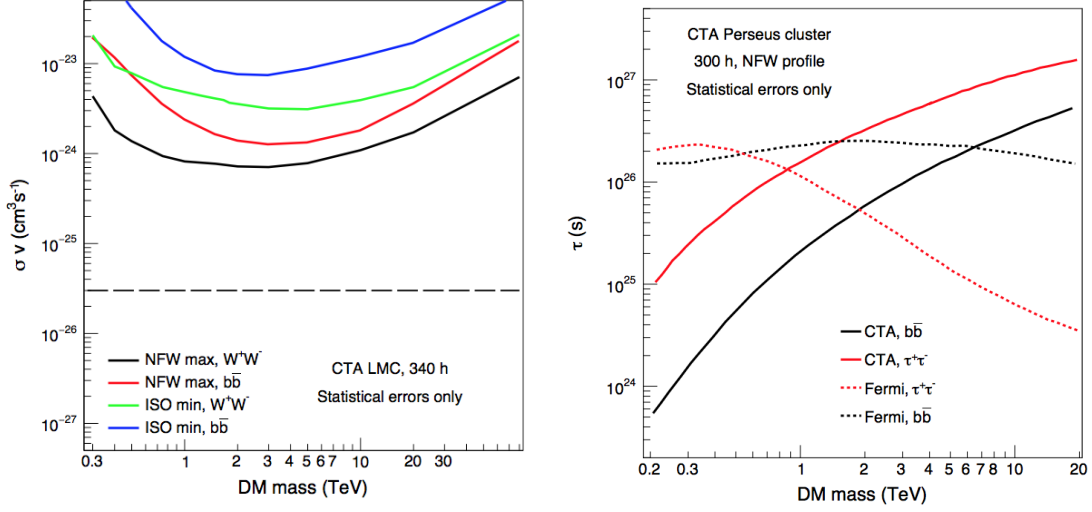 10⁻²³
10⁻²⁴
10⁻²⁵
10⁻²⁶
10⁻²⁷
σ v (cm³s⁻¹)
NFW max, W⁺W⁻
NFW max, bb̅
ISO min, W⁺W⁻
ISO min, bb̅
CTA LMC, 340 h
Statistical errors only
0.3 1 2 3 4 5 6 7 10 20 30
DM mass (TeV)
CTA Perseus cluster
300 h, NFW profile
Statistical errors only
10²⁷
10²⁶
10²⁵
10²⁴
τ (s)
CTA, bb̅
CTA, τ⁺τ⁻
Fermi, τ⁺τ⁻
Fermi, bb̅
0.2 0.3 1 2 3 4 5 6 7 8 10 20
DM mass (TeV)